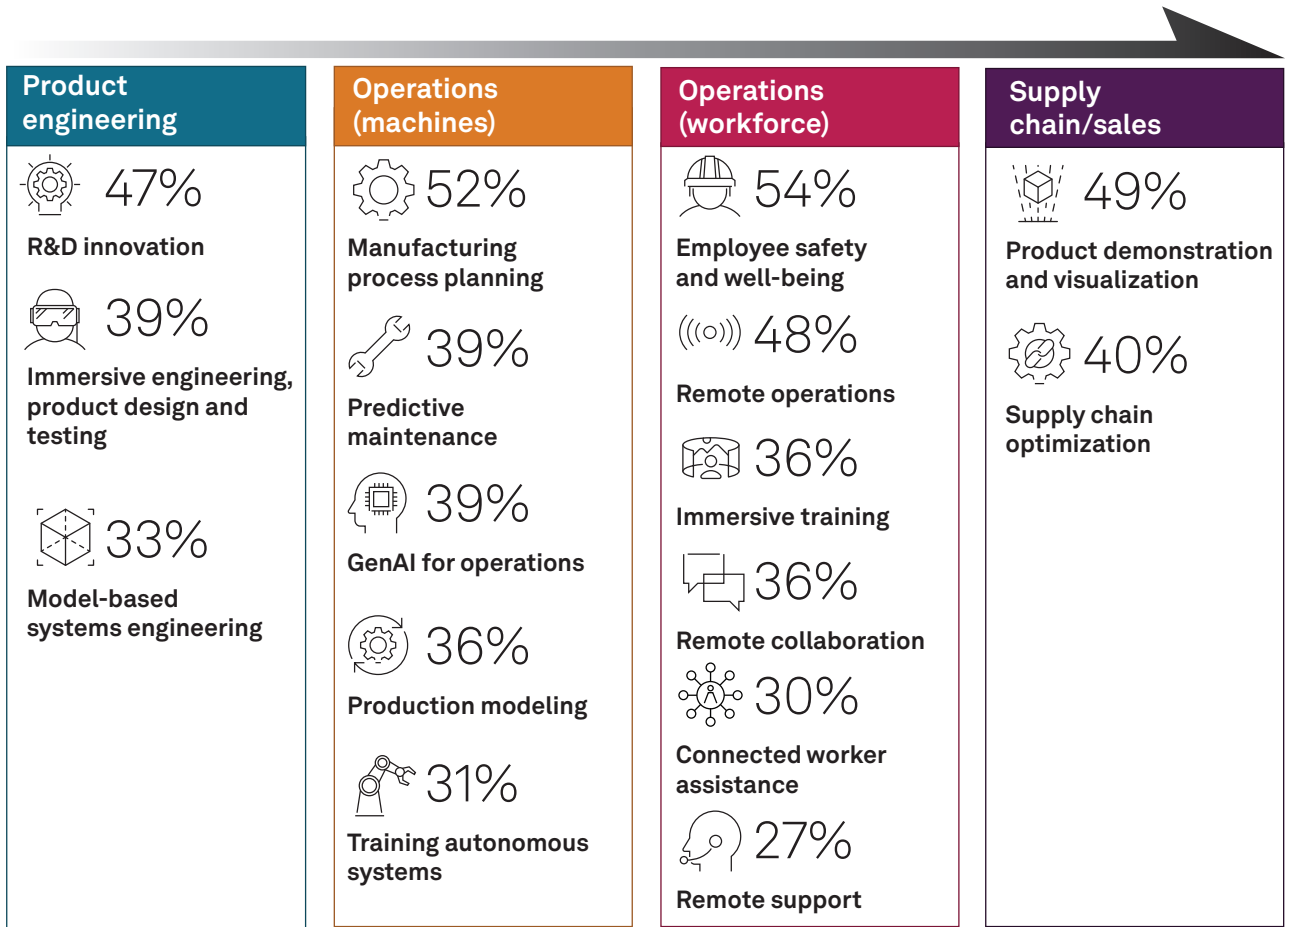 Product
engineering
47%
R&D innovation
39%
Immersive engineering,
product design and
testing
33%
Model-based
systems engineering
Operations
(machines)
52%
Manufacturing
process planning
39%
Predictive
maintenance
39%
GenAI for operations
36%
Production modeling
31%
Training autonomous
systems
Operations
(workforce)
54%
Employee safety
and well-being
48%
Remote operations
36%
Immersive training
36%
Remote collaboration
30%
Connected worker
assistance
27%
Remote support
Supply
chain/sales
49%
Product demonstration
and visualization
40%
Supply chain
optimization